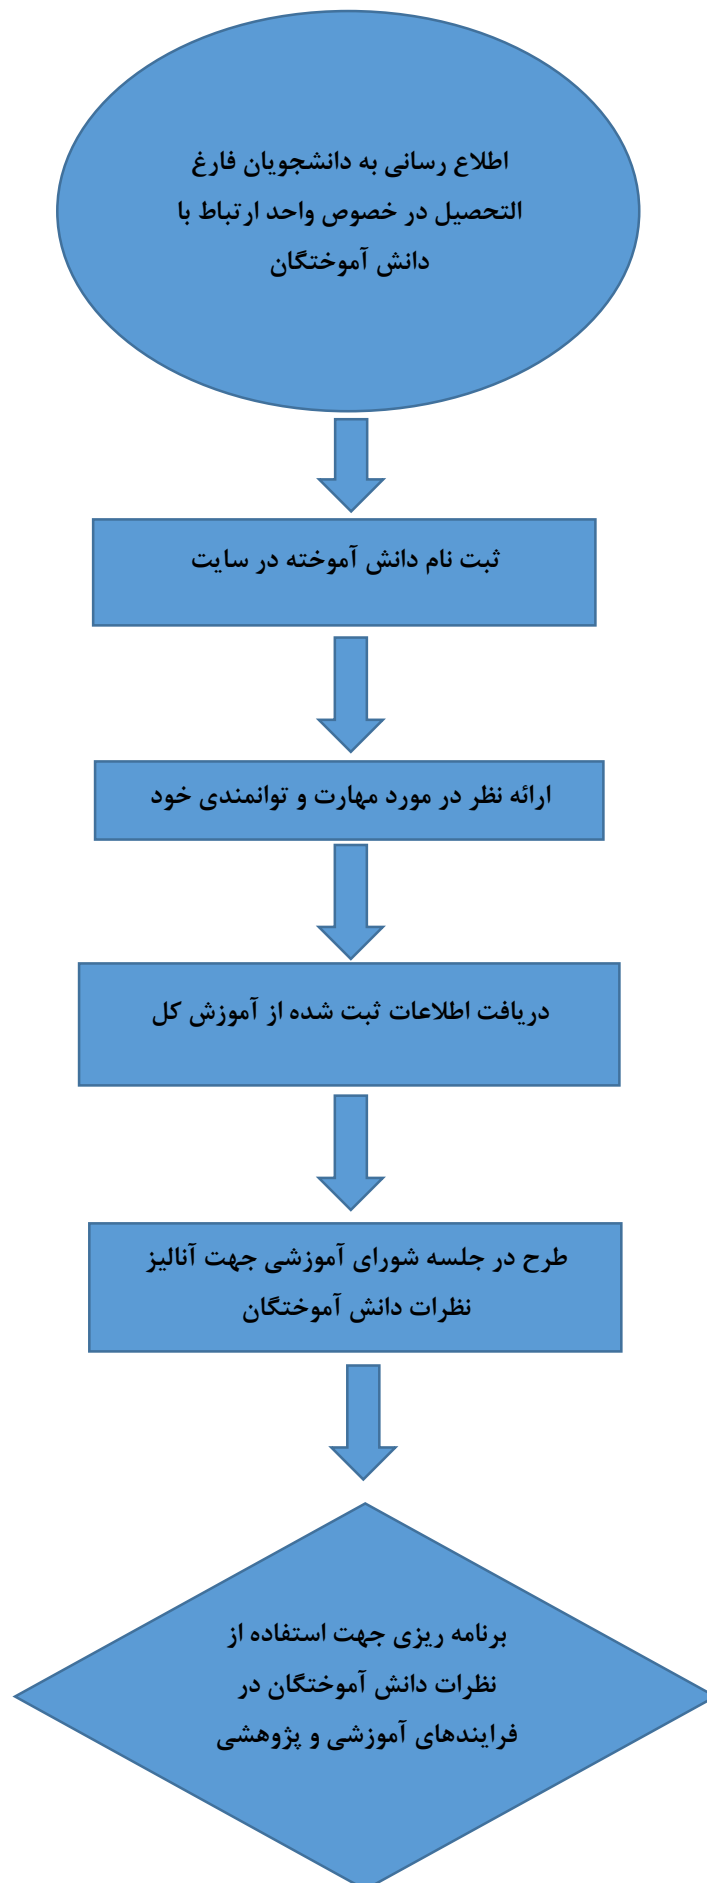 اطلاع رسانی به دانشجویان فارغ
التحصیل در خصوص واحد ارتباط با
دانش آموختگان
ثبت نام دانش آموخته در سایت
ارائه نظر در مورد مهارت و توانمندی خود
دریافت اطلاعات ثبت شده از آموزش کل
طرح در جلسه شورای آموزشی جهت آنالیز
نظرات دانش آموختگان
برنامه ریزی جهت استفاده از
نظرات دانش آموختگان در
فرایندهای آموزشی و پژوهشی